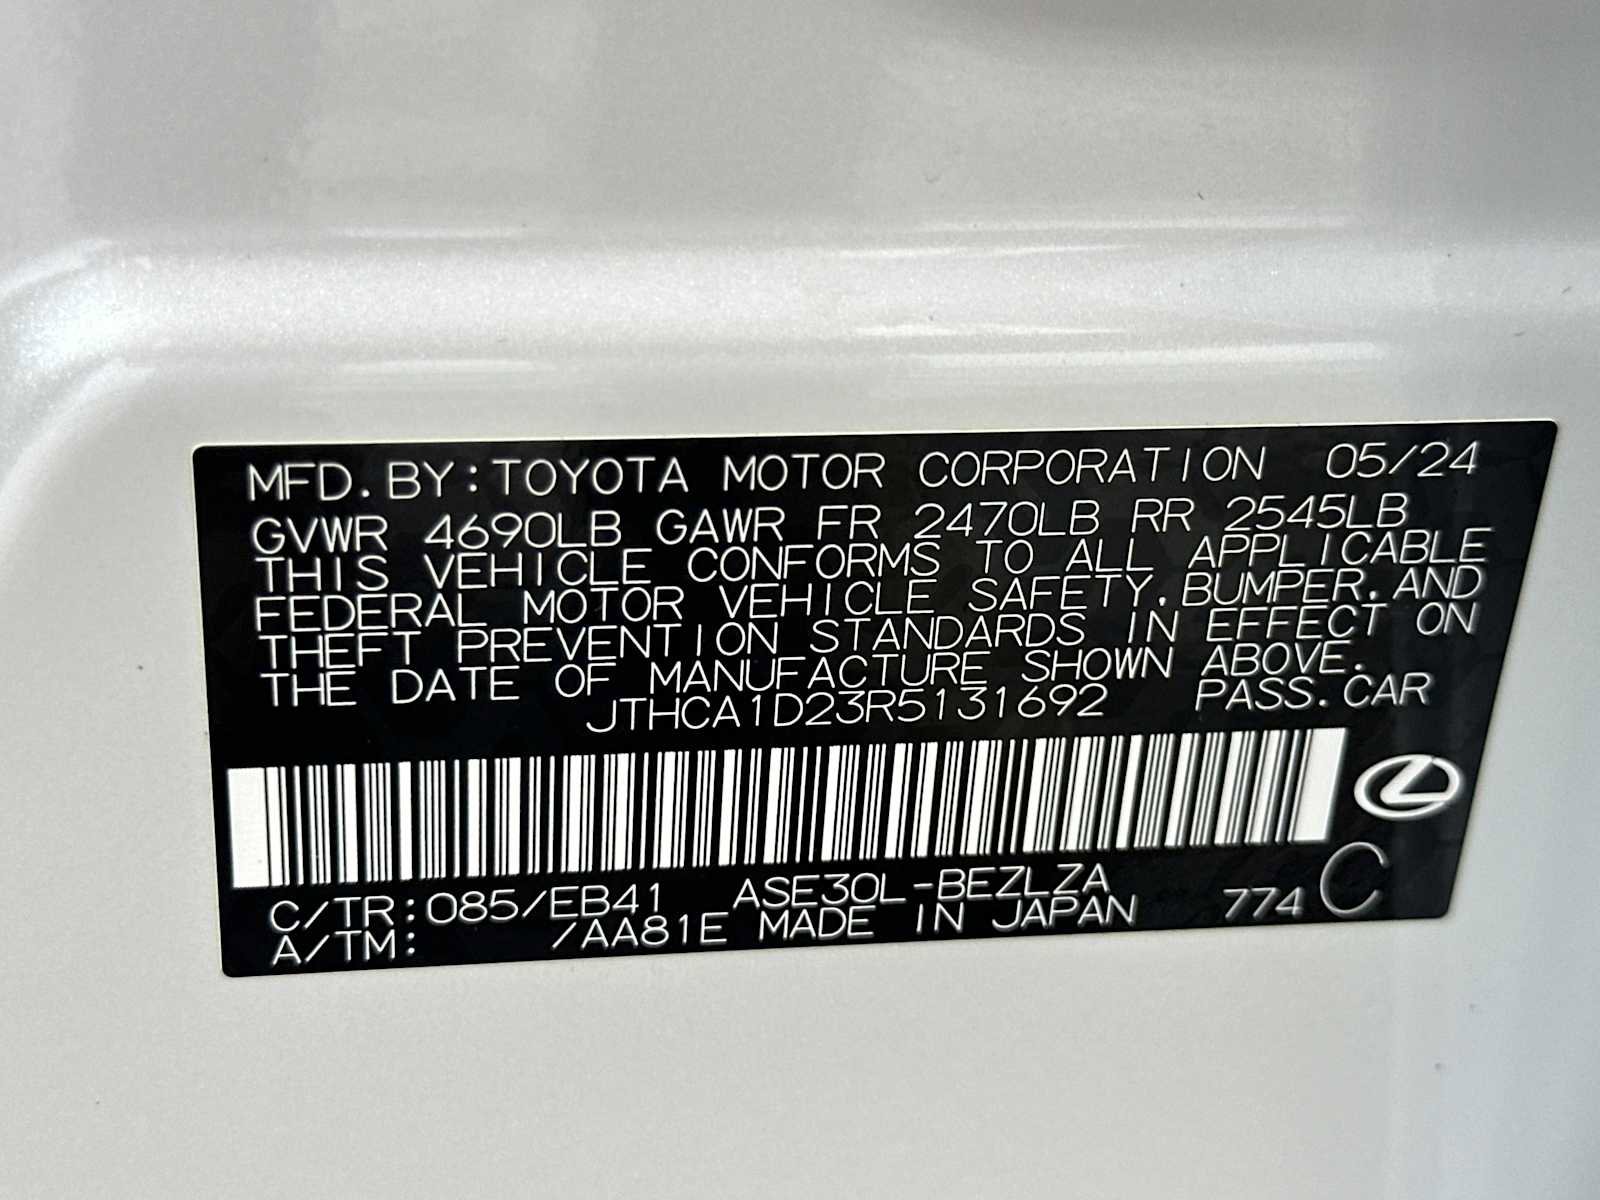 MFD. BY: TOYOTA MOTOR CORPORATION 05/24
GVWR 4690LB GAWR FR 2470LB RR 2545LB
THIS VEHICLE CONFORMS TO ALL APPLICABLE
FEDERAL MOTOR VEHICLE SAFETY, BUMPER, AND
THEFT PREVENTION STANDARDS IN EFFECT ON
THE DATE OF MANUFACTURE SHOWN ABOVE.
JTHCA1D23R5131692 PASS. CAR
C/TR: 085/EB41 ASE30L-BEZLZA
A/TM: /AA81E MADE IN JAPAN 774 C